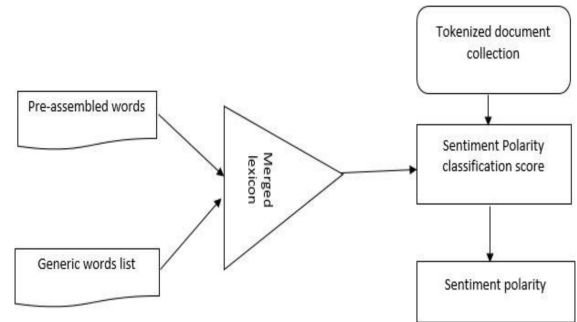 Tokenized document
collection
Pre-assembled words
Merged
lexicon
Sentiment Polarity
classification score
Generic words list
Sentiment polarity